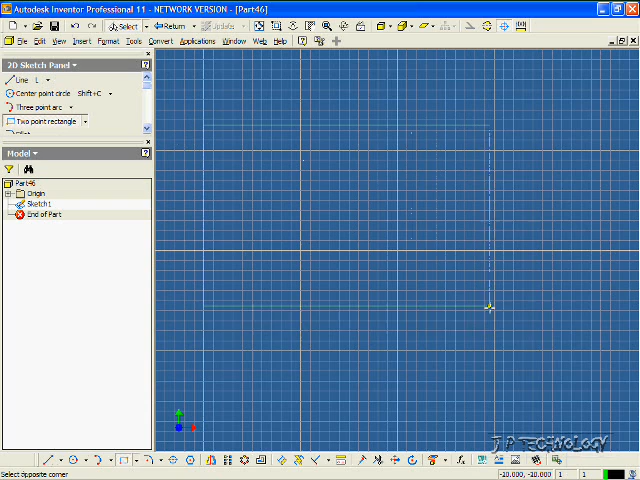 Autodesk Inventor Professional 11 - NETWORK VERSION - [Part46]
Select
Return
Updates
File Edit View Insert Format Tools Convert Applications Window Web Help
2D Sketch Panel
Line L
Center point circle Shift+C
Three point arc
Two point rectangle
Model
Part46
Origin
Sketch1
End of Part
J.P TECHNOLOGY
Select opposite corner
-10.000, -10.000 1 1